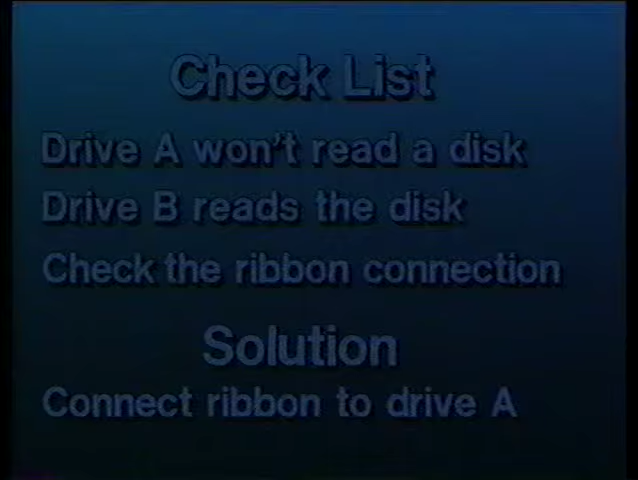 Check List
Drive A won't read a disk
Drive B reads the disk
Check the ribbon connection
Solution
Connect ribbon to drive A